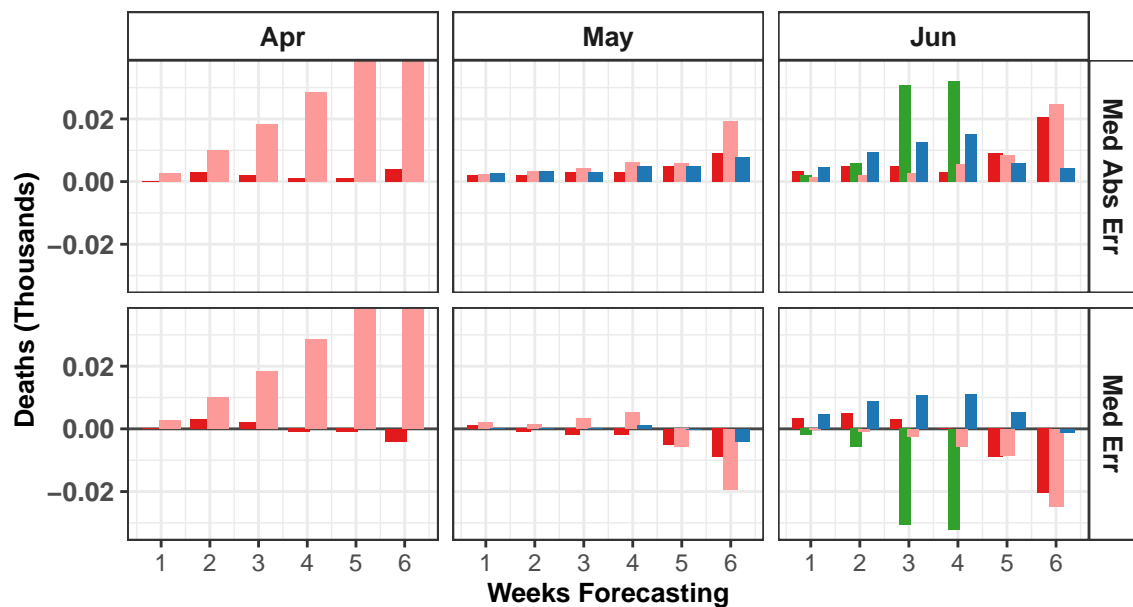 Apr May Jun
Deaths (Thousands)
0.02
0.00
−0.02
Med Abs Err
0.02
0.00
−0.02
Med Err
1 2 3 4 5 6 1 2 3 4 5 6 1 2 3 4 5 6
Weeks Forecasting